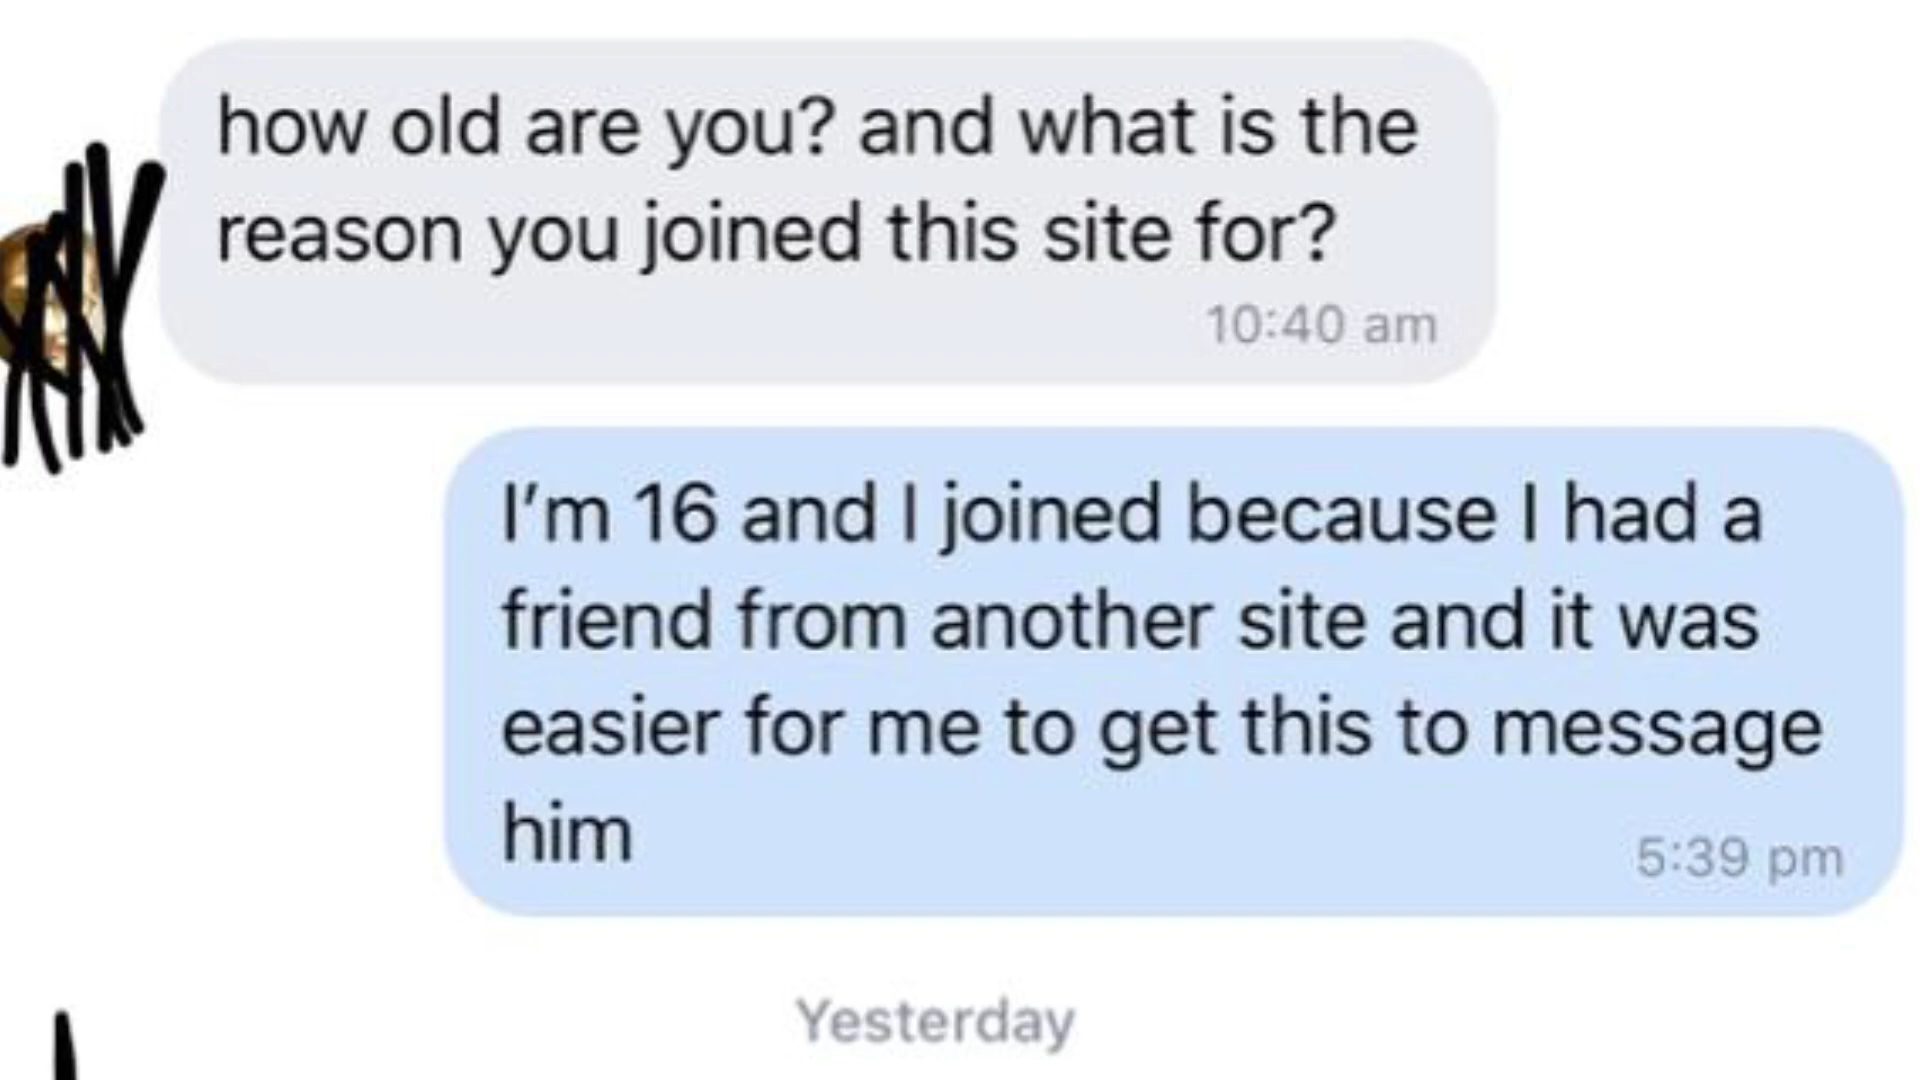 how old are you? and what is the
reason you joined this site for?
10:40 am
I’m 16 and I joined because I had a
friend from another site and it was
easier for me to get this to message
him
5:39 pm
Yesterday